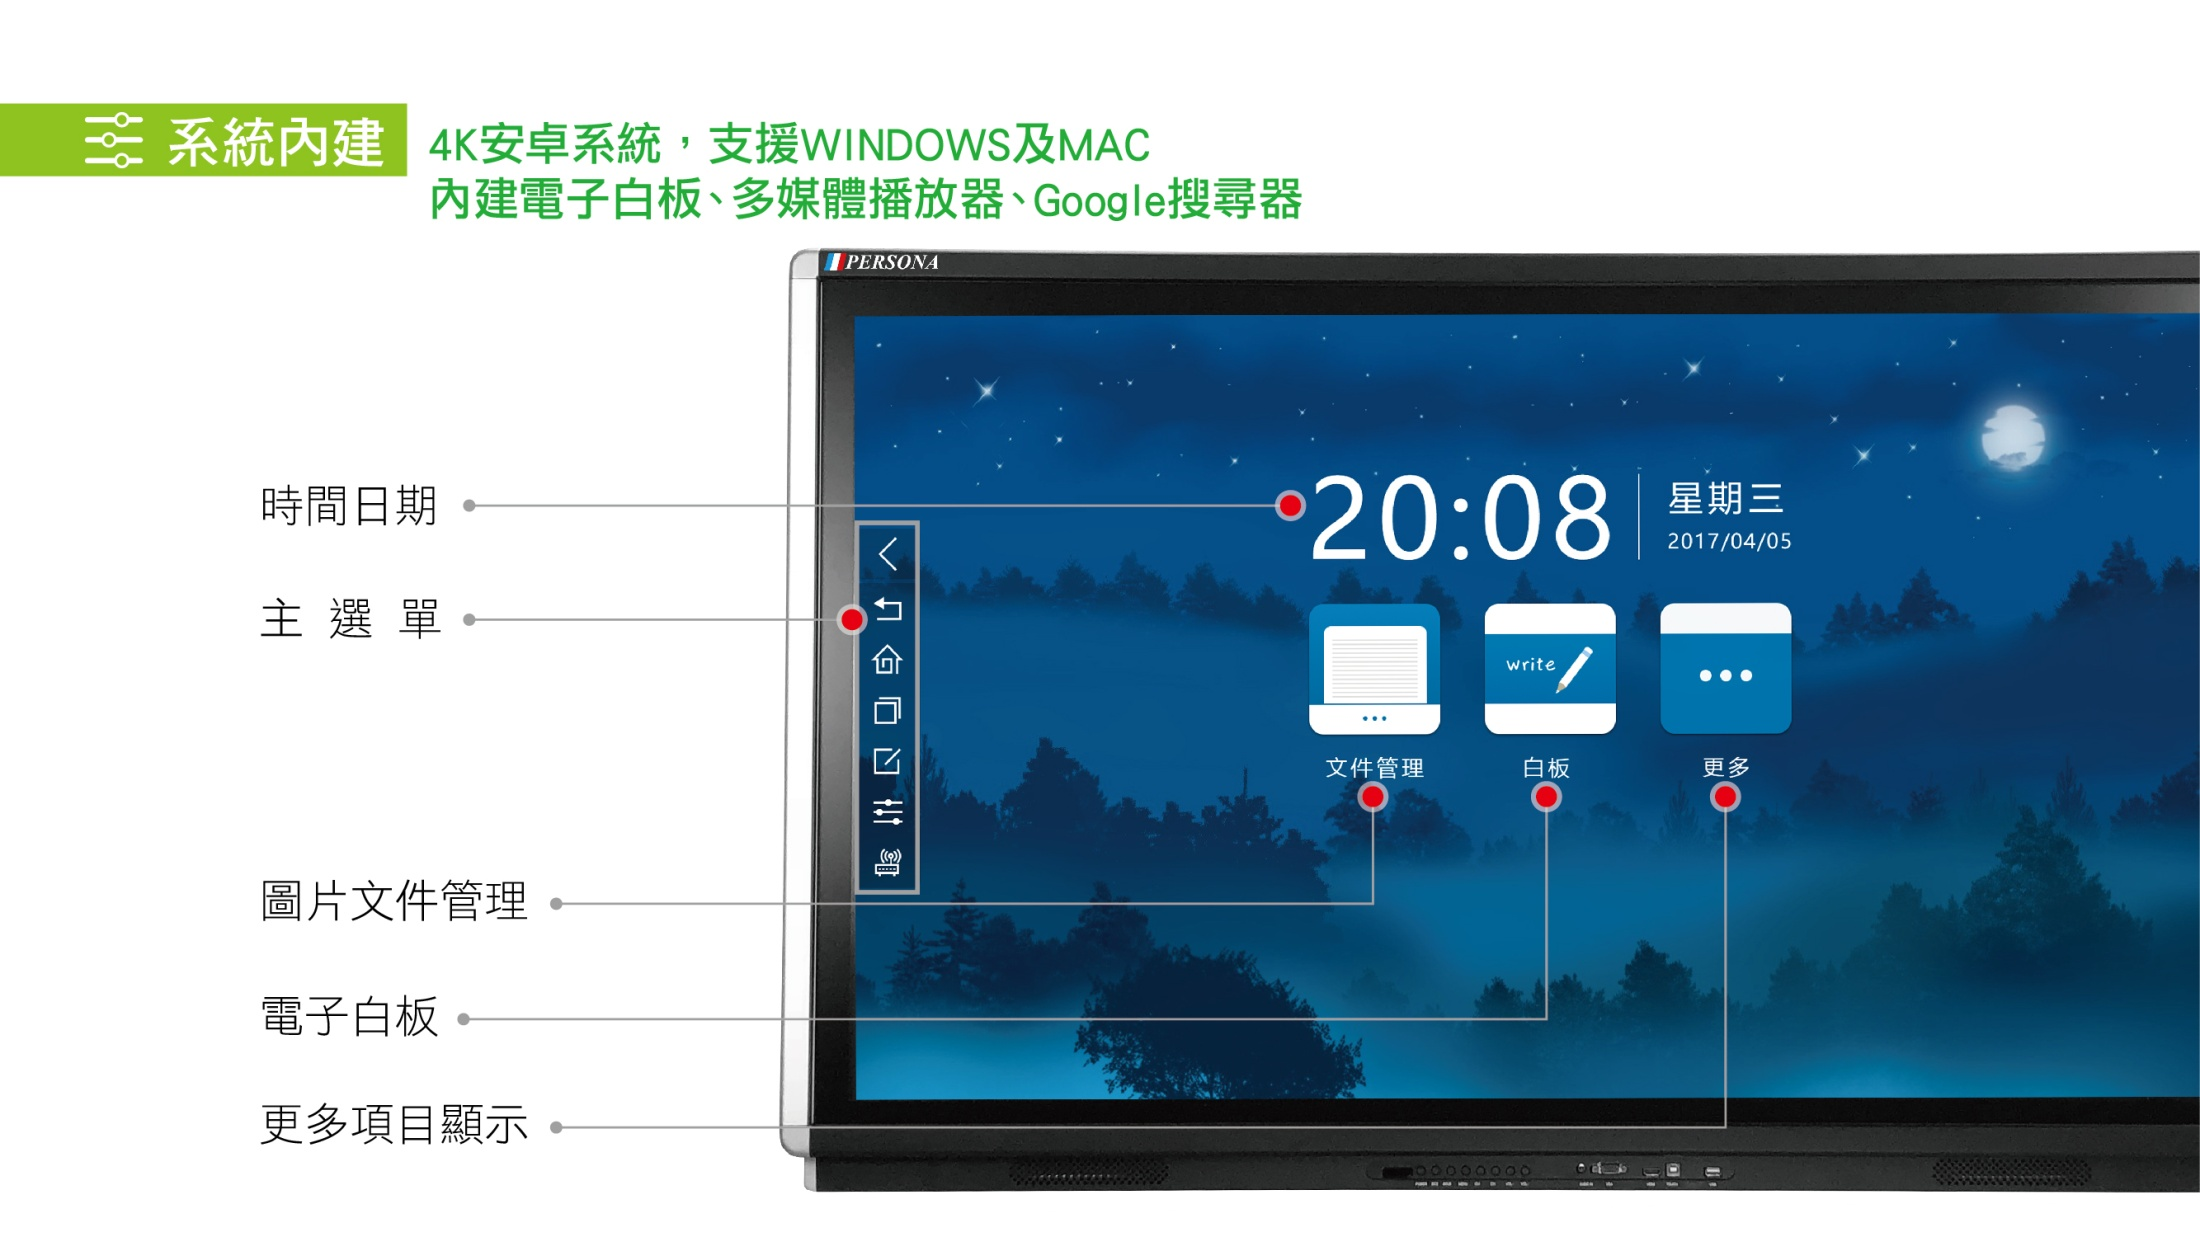 系統內建
4K安卓系統，支援WINDOWS及MAC
內建電子白板、多媒體播放器、Google搜尋器
PERSONA
時間日期
20:08
星期三
2017/04/05
主選單
write
文件管理
白板
更多
圖片文件管理
電子白板
更多項目顯示